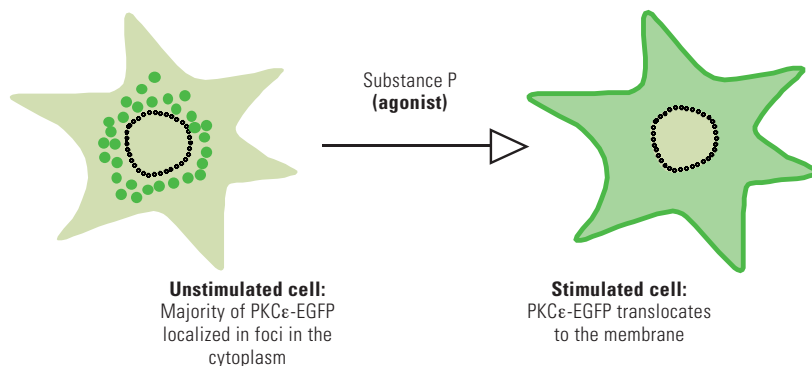 Substance P
(agonist)
Unstimulated cell:
Majority of PKCε-EGFP
localized in foci in the
cytoplasm
Stimulated cell:
PKCε-EGFP translocates
to the membrane